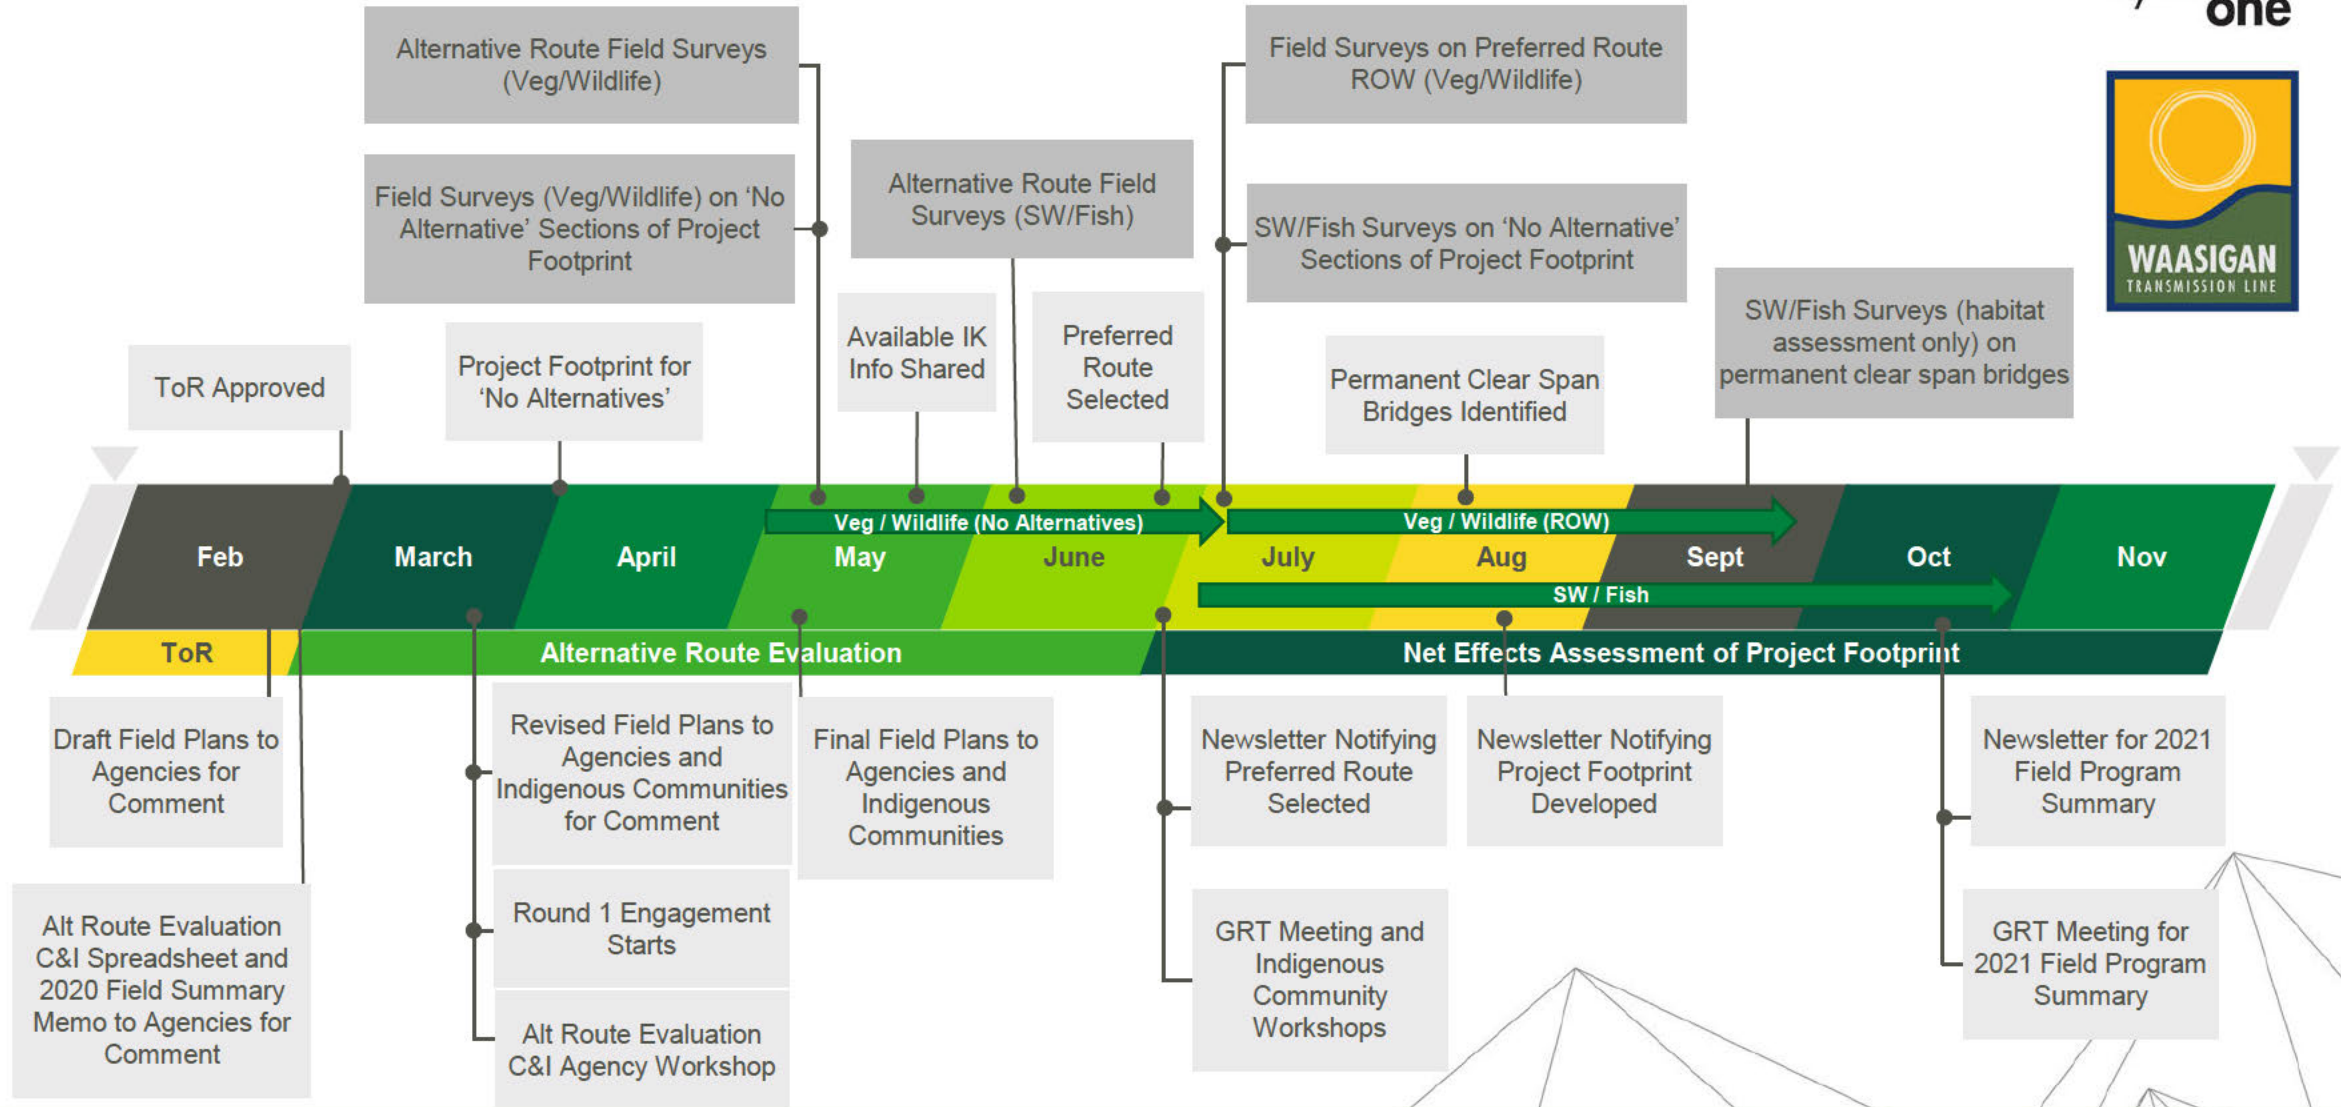 one
Alternative Route Field Surveys
(Veg/Wildlife)
Field Surveys on Preferred Route
ROW (Veg/Wildlife)
Field Surveys (Veg/Wildlife) on ‘No
Alternative’ Sections of Project
Footprint
Alternative Route Field
Surveys (SW/Fish)
SW/Fish Surveys on ‘No Alternative’
Sections of Project Footprint
WAASIGAN
TRANSMISSION LINE
SW/Fish Surveys (habitat
assessment only) on
permanent clear span bridges
ToR Approved
Project Footprint for
‘No Alternatives’
Available IK
Info Shared
Preferred
Route
Selected
Permanent Clear Span
Bridges Identified
Veg / Wildlife (No Alternatives)
Veg / Wildlife (ROW)
Feb
March
April
May
June
July
Aug
Sept
Oct
Nov
SW / Fish
ToR
Alternative Route Evaluation
Net Effects Assessment of Project Footprint
Draft Field Plans to
Agencies for
Comment
Alt Route Evaluation
C&I Spreadsheet and
2020 Field Summary
Memo to Agencies for
Comment
Revised Field Plans to
Agencies and
Indigenous Communities
for Comment
Round 1 Engagement
Starts
Alt Route Evaluation
C&I Agency Workshop
Final Field Plans to
Agencies and
Indigenous
Communities
Newsletter Notifying
Preferred Route
Selected
GRT Meeting and
Indigenous
Community
Workshops
Newsletter Notifying
Project Footprint
Developed
Newsletter for 2021
Field Program
Summary
GRT Meeting for
2021 Field Program
Summary